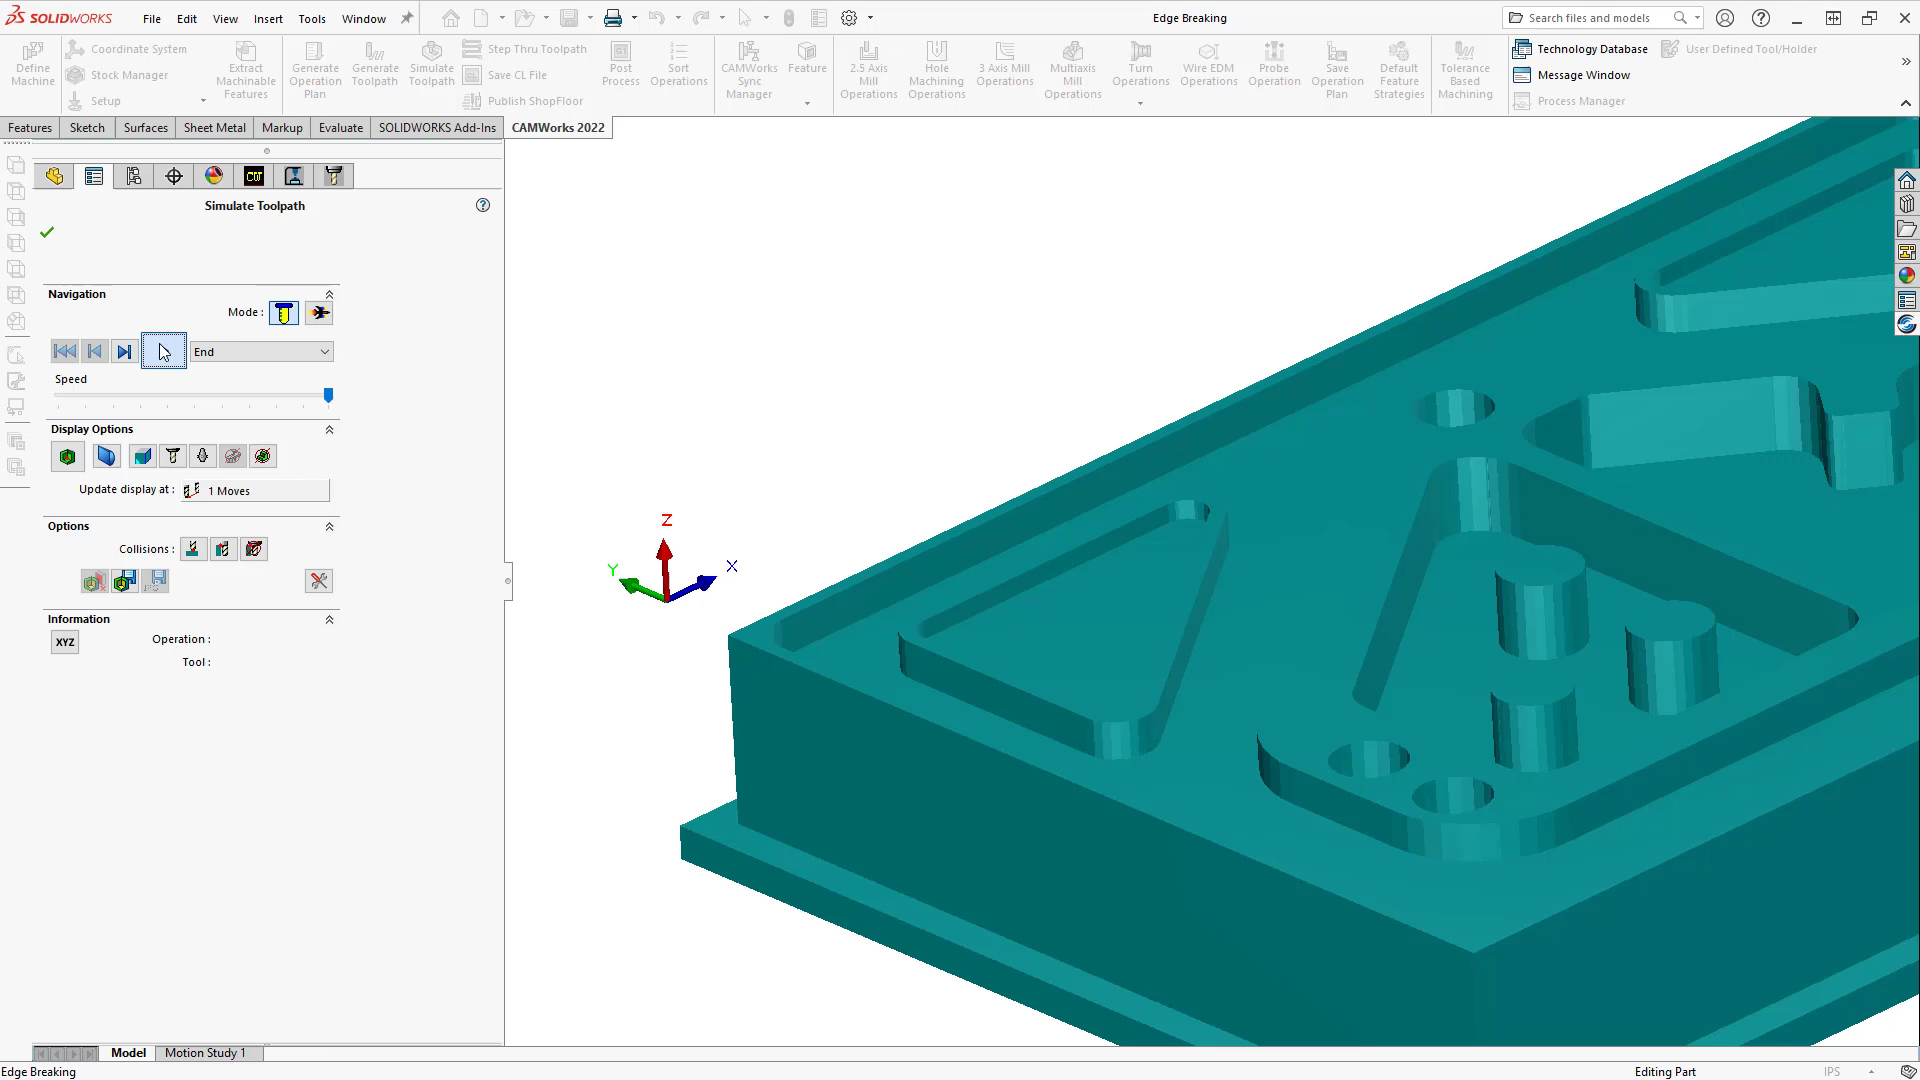 SOLIDWORKS File Edit View Insert Tools Window Edge Breaking Search files and models
Define Machine
Coordinate System
Stock Manager
Setup
Extract Machinable Features
Generate Operation Plan
Generate Toolpath
Simulate Toolpath
Step Thru Toolpath
Save CL File
Publish ShopFloor
Post Process
Sort Operations
CAMWorks Sync Manager
Feature
2.5 Axis Mill Operations
Hole Machining Operations
3 Axis Mill Operations
Multiaxis Mill Operations
Turn Operations
Wire EDM Operations
Probe Operation
Save Operation Plan
Default Feature Strategies
Tolerance Based Machining
Technology Database
User Defined Tool/Holder
Message Window
Process Manager
Features Sketch Surfaces Sheet Metal Markup Evaluate SOLIDWORKS Add-Ins CAMWorks 2022
CW
Simulate Toolpath
Navigation
Mode :
End
Speed
Display Options
Update display at : 1 Moves
Options
Collisions :
Information
XYZ Operation :
Tool :
Z
Y
X
Model Motion Study 1
Edge Breaking Editing Part IPS